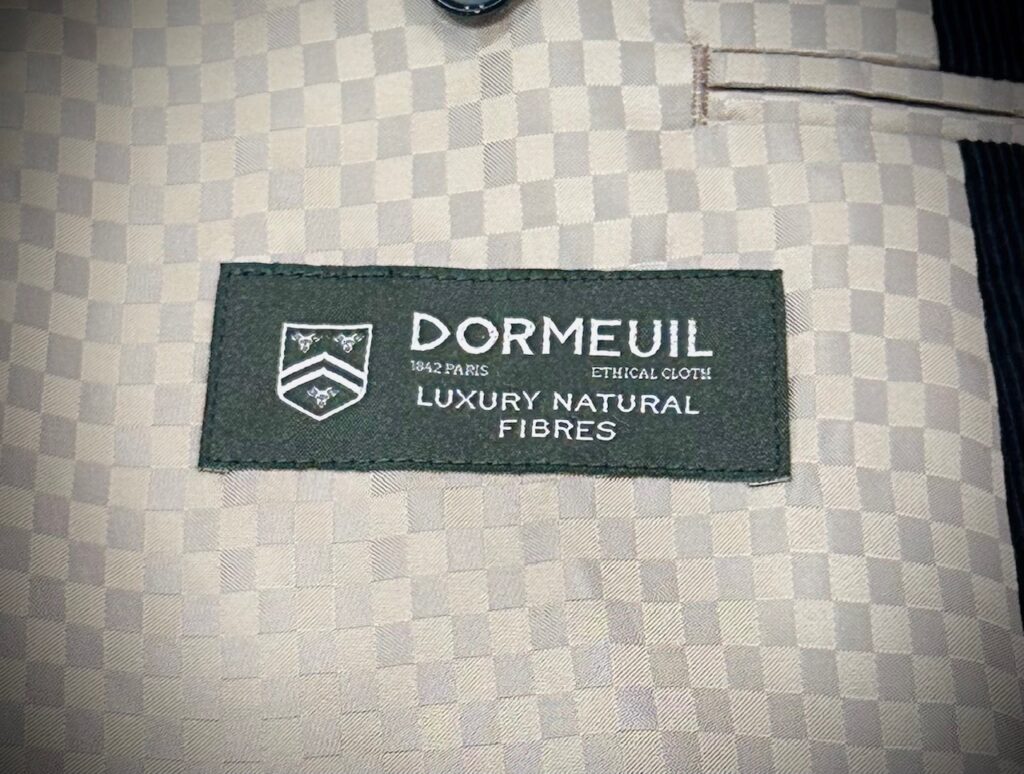 DORMEUIL
1842 PARIS ETHICAL CLOTH
LUXURY NATURAL
FIBRES